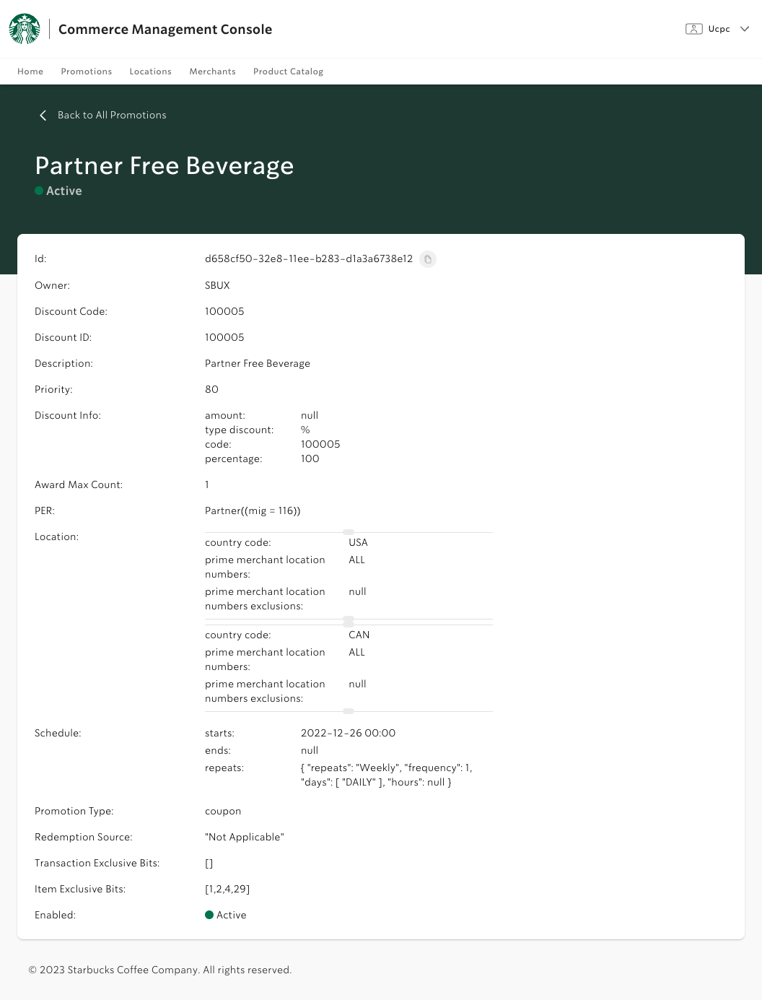 Commerce Management Console
Ucpc
Home Promotions Locations Merchants Product Catalog
Back to All Promotions
Partner Free Beverage
Active
Id: d658cf50-32e8-11ee-b283-d1a3a6738e12
Owner: SBUX
Discount Code: 100005
Discount ID: 100005
Description: Partner Free Beverage
Priority: 80
Discount Info: amount: null
type discount: %
code: 100005
percentage: 100
Award Max Count: 1
PER: Partner((mig = 116))
Location:
country code: USA
prime merchant location ALL
numbers:
prime merchant location null
numbers exclusions:
country code: CAN
prime merchant location ALL
numbers:
prime merchant location null
numbers exclusions:
Schedule: starts: 2022-12-26 00:00
ends: null
repeats: { "repeats": "Weekly", "frequency": 1,
"days": [ "DAILY" ], "hours": null }
Promotion Type: coupon
Redemption Source: "Not Applicable"
Transaction Exclusive Bits: []
Item Exclusive Bits: [1,2,4,29]
Enabled: Active
© 2023 Starbucks Coffee Company. All rights reserved.